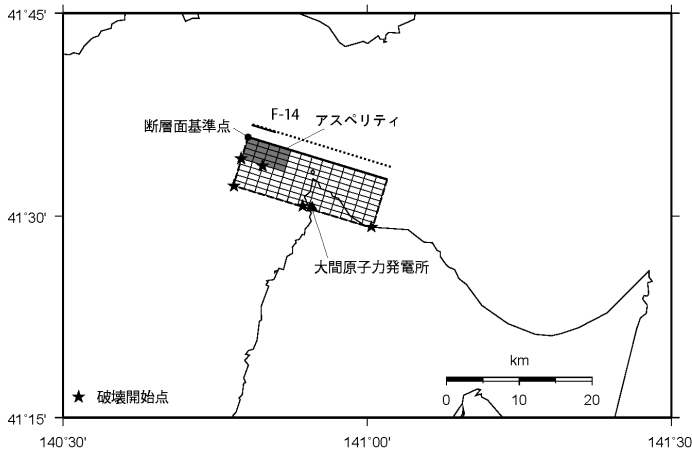 41°45'
F-14
アスペリティ
断層面基準点
41°30'
大間原子力発電所
km
★ 破壊開始点
0 10 20
41°15'
140°30'
141°00'
141°30